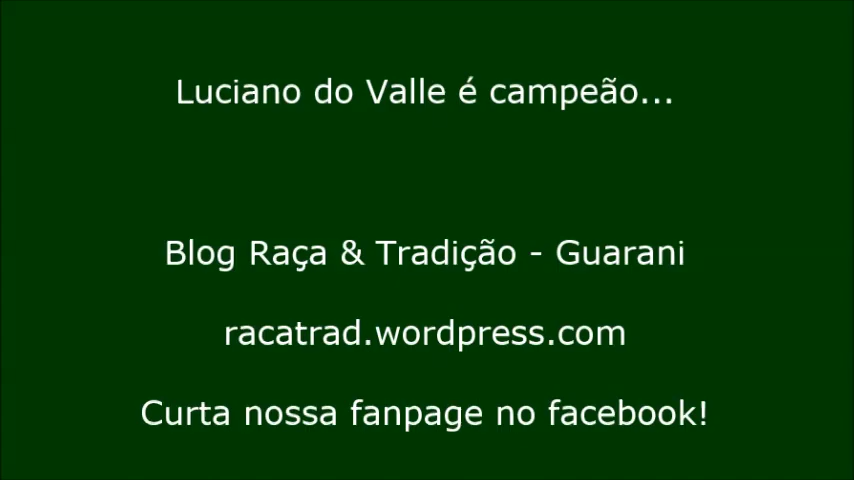 Luciano do Valle é campeão...
Blog Raça & Tradição - Guarani
racatrad.wordpress.com
Curta nossa fanpage no facebook!